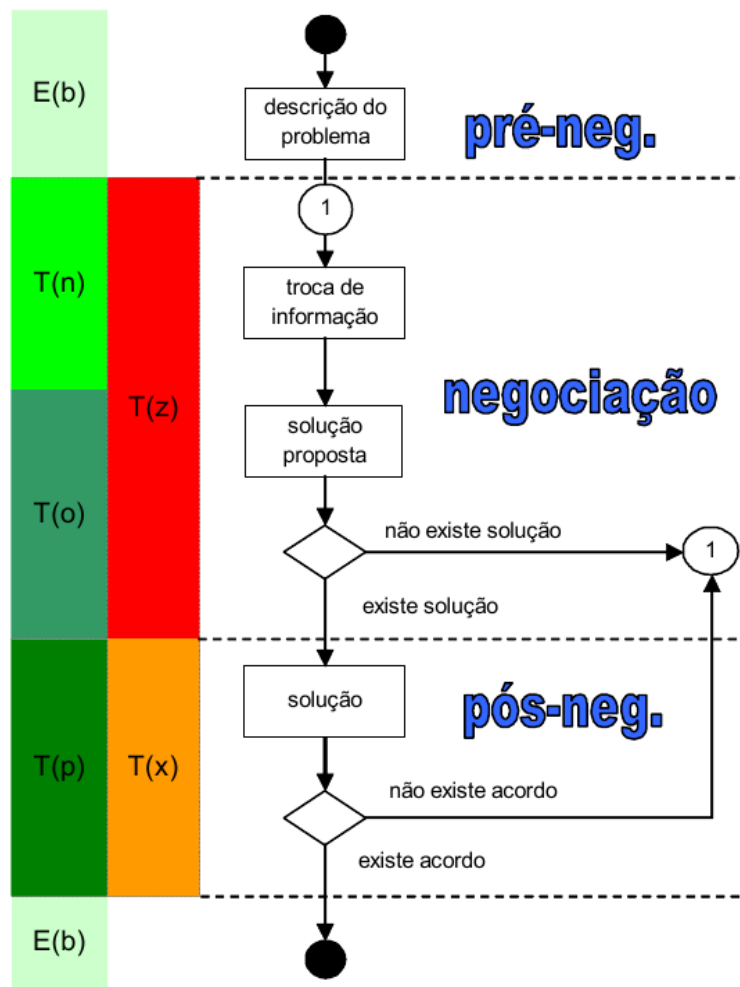 E(b)
descrição do
problema
pré-neg.
1
T(n)
troca de
informação
T(z)
negociação
solução
proposta
T(o)
não existe solução
1
existe solução
solução
pós-neg.
T(p)
T(x)
não existe acordo
existe acordo
E(b)